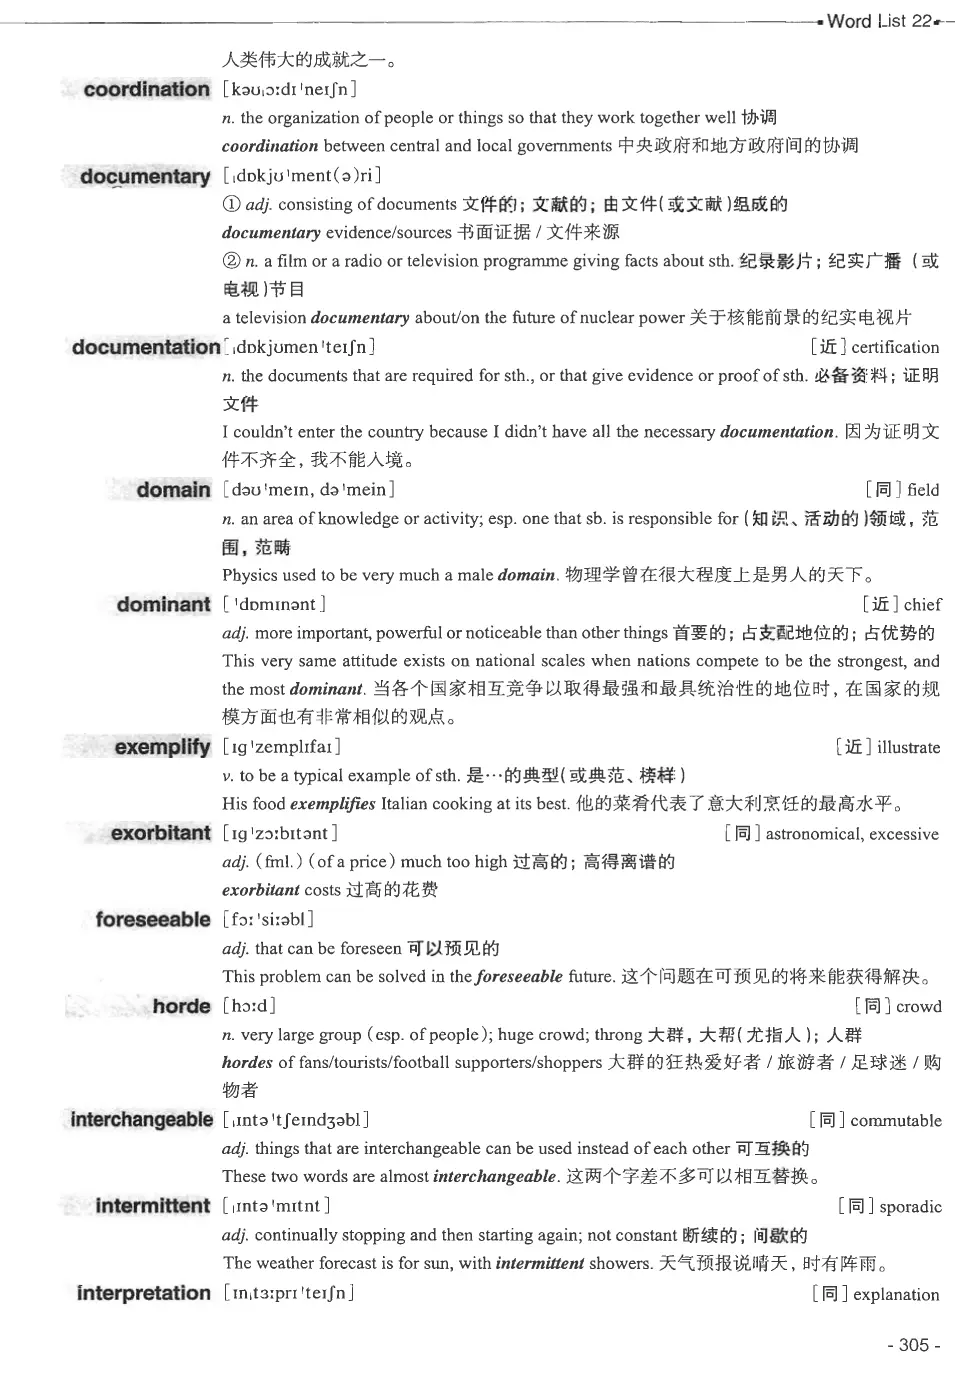 Word List 22
人类伟大的成就之一。
coordination [kəʊˌɔːdɪˈneɪʃn]
n. the organization of people or things so that they work together well 协调
coordination between central and local governments 中央政府和地方政府间的协调
documentary [ˌdɒkjʊˈment(ə)ri]
① adj. consisting of documents 文件的；文献的；由文件(或文献)组成的
documentary evidence/sources 书面证据 / 文件来源
② n. a film or a radio or television programme giving facts about sth. 纪录影片；纪实广播（或
电视)节目
a television documentary about/on the future of nuclear power 关于核能前景的纪实电视片
documentation [ˌdɒkjʊmenˈteɪʃn] [近] certification
n. the documents that are required for sth., or that give evidence or proof of sth. 必备资料；证明
文件
I couldn't enter the country because I didn't have all the necessary documentation. 因为证明文
件不齐全，我不能入境。
domain [dəʊˈmeɪn, dəˈmein] [同] field
n. an area of knowledge or activity; esp. one that sb. is responsible for (知识、活动的)领域，范
围，范畴
Physics used to be very much a male domain. 物理学曾在很大程度上是男人的天下。
dominant [ˈdɒmɪnənt] [近] chief
adj. more important, powerful or noticeable than other things 首要的；占支配地位的；占优势的
This very same attitude exists on national scales when nations compete to be the strongest, and
the most dominant. 当各个国家相互竞争以取得最强和最具统治性的地位时，在国家的规
模方面也有非常相似的观点。
exemplify [ɪɡˈzemplɪfaɪ] [近] illustrate
v. to be a typical example of sth. 是…的典型(或典范、榜样)
His food exemplifies Italian cooking at its best. 他的菜肴代表了意大利烹饪的最高水平。
exorbitant [ɪɡˈzɔːbɪtənt] [同] astronomical, excessive
adj. (fml.) (of a price) much too high 过高的；高得离谱的
exorbitant costs 过高的花费
foreseeable [fɔːˈsiːəbl]
adj. that can be foreseen 可以预见的
This problem can be solved in the foreseeable future. 这个问题在可预见的将来能获得解决。
horde [hɔːd] [同] crowd
n. very large group (esp. of people); huge crowd; throng 大群，大帮(尤指人)；人群
hordes of fans/tourists/football supporters/shoppers 大群的狂热爱好者 / 旅游者 / 足球迷 / 购
物者
interchangeable [ˌɪntəˈtʃeɪndʒəbl] [同] commutable
adj. things that are interchangeable can be used instead of each other 可互换的
These two words are almost interchangeable. 这两个字差不多可以相互替换。
intermittent [ˌɪntəˈmɪtnt] [同] sporadic
adj. continually stopping and then starting again; not constant 断续的；间歇的
The weather forecast is for sun, with intermittent showers. 天气预报说晴天，时有阵雨。
interpretation [ɪnˌtɜːprɪˈteɪʃn] [同] explanation
- 305 -